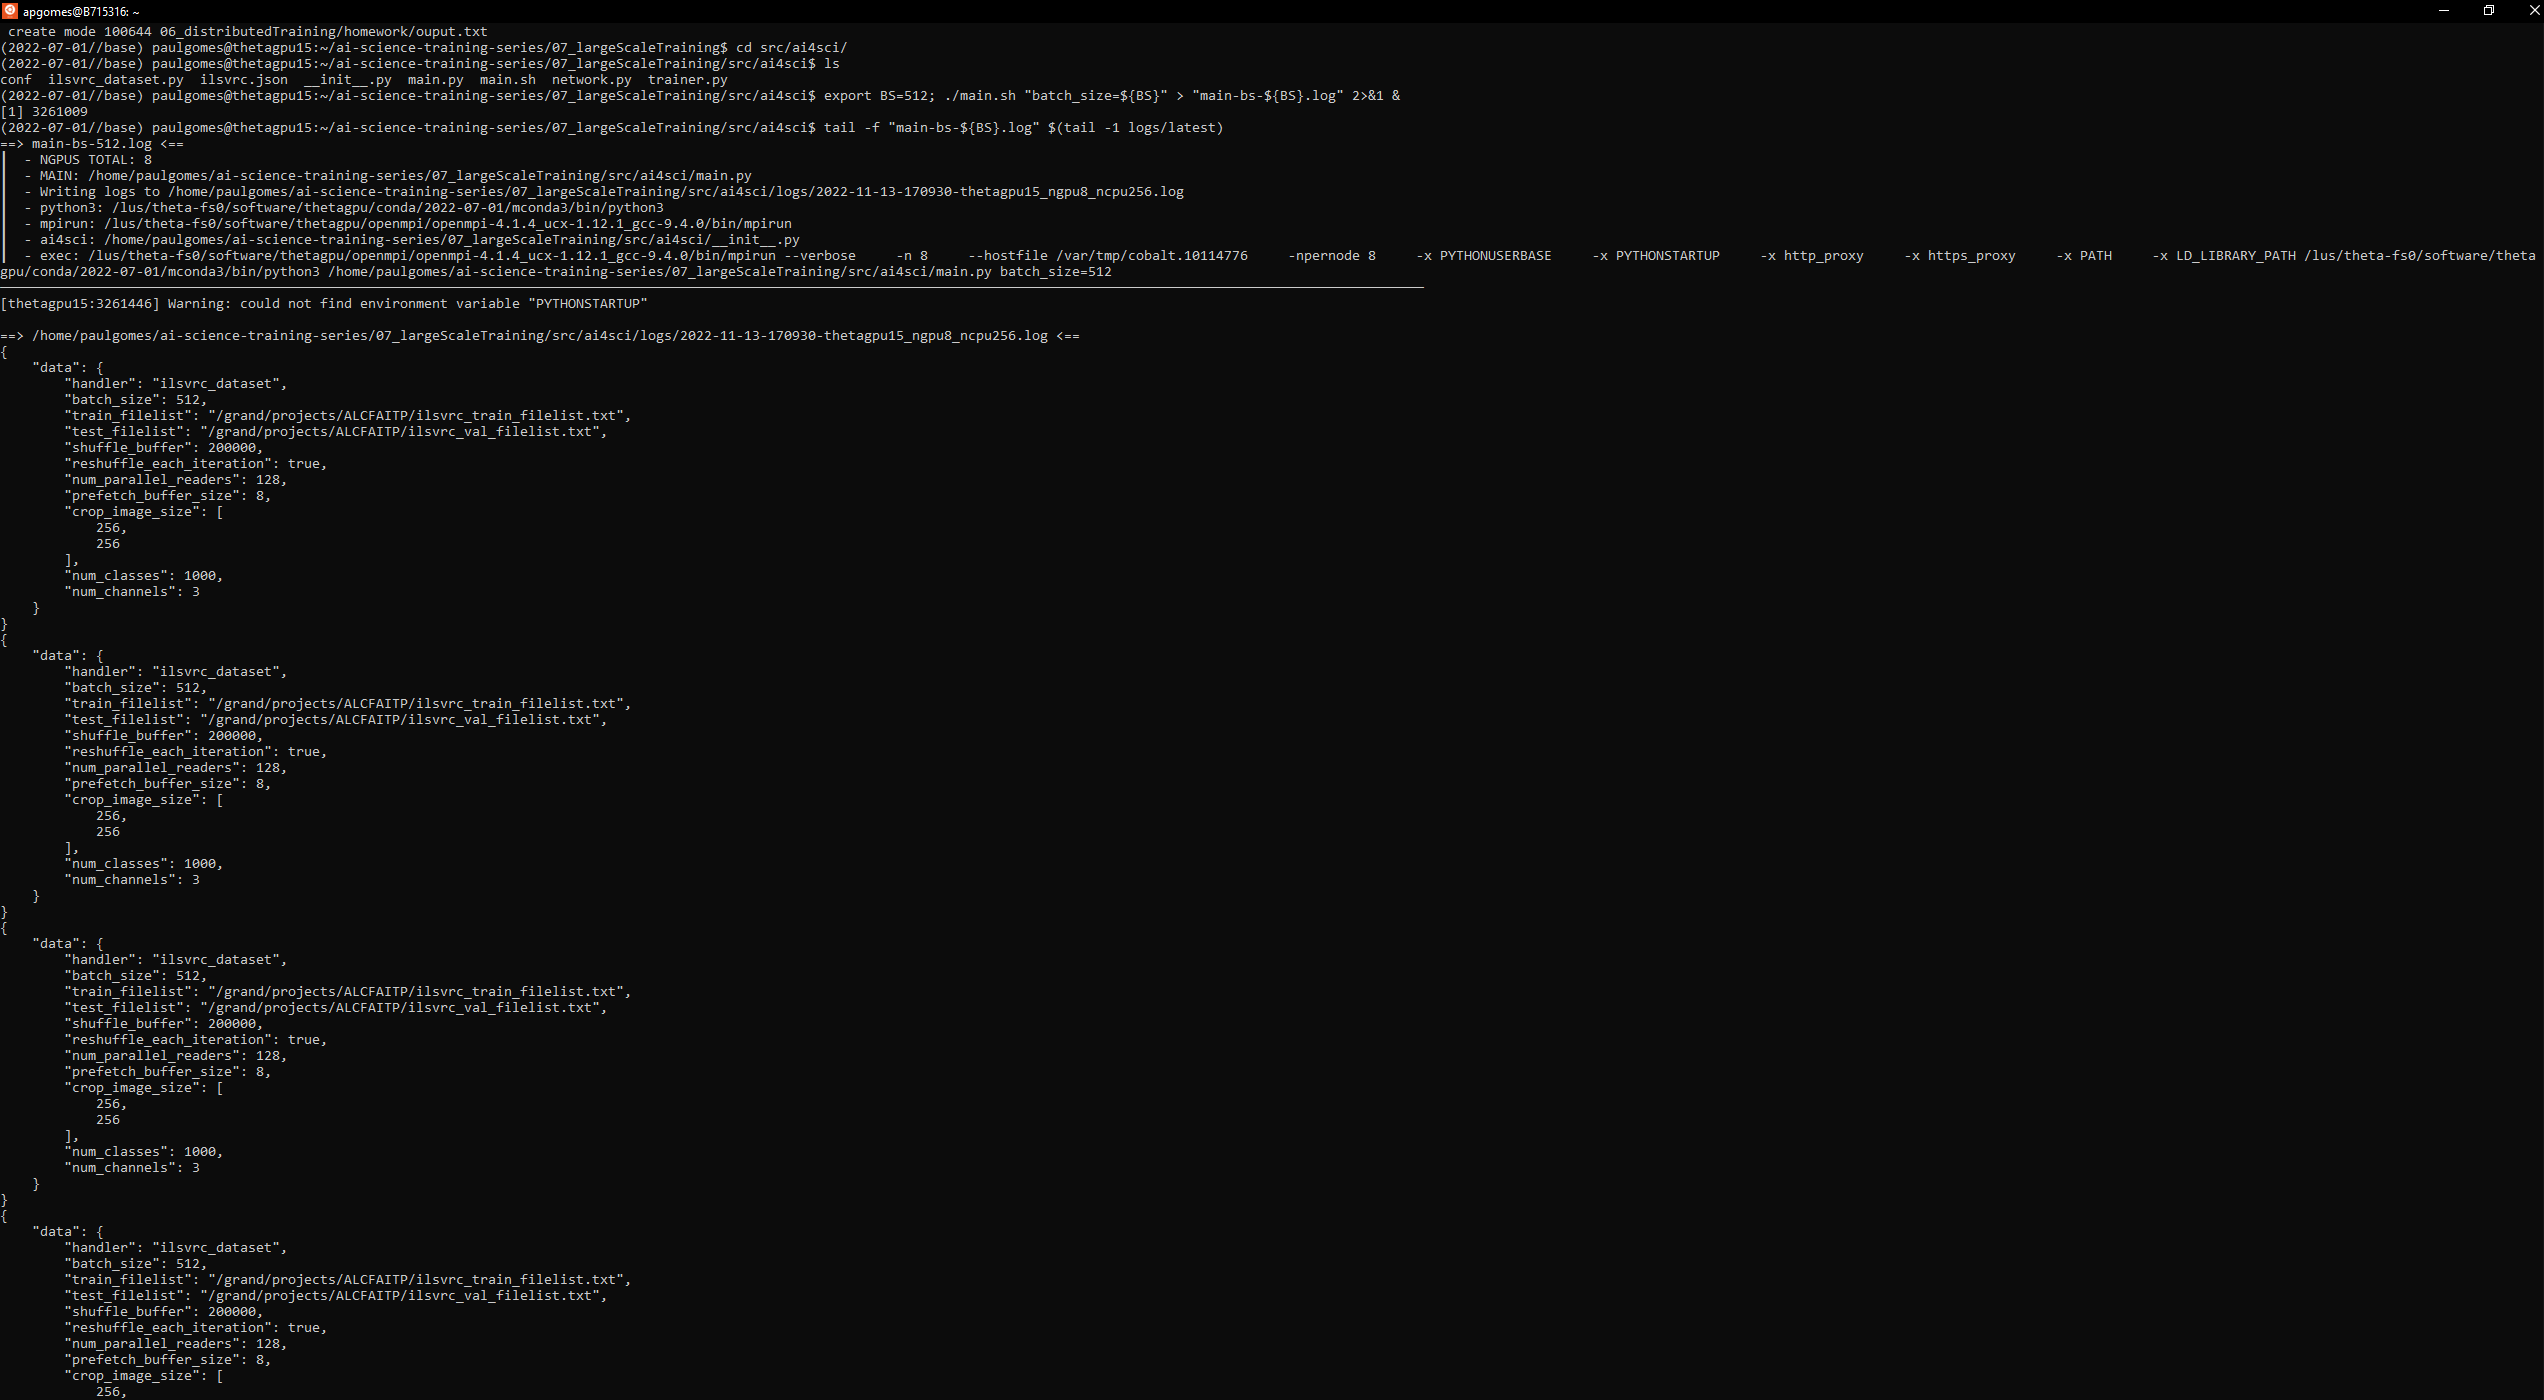 apgomes@B715316: ~
create mode 100644 06_distributedTraining/homework/ouput.txt
(2022-07-01//base) paulgomes@thetagpu15:~/ai-science-training-series/07_largeScaleTraining$ cd src/ai4sci/
(2022-07-01//base) paulgomes@thetagpu15:~/ai-science-training-series/07_largeScaleTraining/src/ai4sci$ ls
conf  ilsvrc_dataset.py  ilsvrc.json  __init__.py  main.py  main.sh  network.py  trainer.py
(2022-07-01//base) paulgomes@thetagpu15:~/ai-science-training-series/07_largeScaleTraining/src/ai4sci$ export BS=512; ./main.sh "batch_size=${BS}" > "main-bs-${BS}.log" 2>&1 &
[1] 3261009
(2022-07-01//base) paulgomes@thetagpu15:~/ai-science-training-series/07_largeScaleTraining/src/ai4sci$ tail -f "main-bs-${BS}.log" $(tail -1 logs/latest)
==> main-bs-512.log <==
- NGPUS TOTAL: 8
- MAIN: /home/paulgomes/ai-science-training-series/07_largeScaleTraining/src/ai4sci/main.py
- Writing logs to /home/paulgomes/ai-science-training-series/07_largeScaleTraining/src/ai4sci/logs/2022-11-13-170930-thetagpu15_ngpu8_ncpu256.log
- python3: /lus/theta-fs0/software/thetagpu/conda/2022-07-01/mconda3/bin/python3
- mpirun: /lus/theta-fs0/software/thetagpu/openmpi/openmpi-4.1.4_ucx-1.12.1_gcc-9.4.0/bin/mpirun
- ai4sci: /home/paulgomes/ai-science-training-series/07_largeScaleTraining/src/ai4sci/__init__.py
- exec: /lus/theta-fs0/software/thetagpu/openmpi/openmpi-4.1.4_ucx-1.12.1_gcc-9.4.0/bin/mpirun --verbose     -n 8     --hostfile /var/tmp/cobalt.10114776     -npernode 8     -x PYTHONUSERBASE     -x PYTHONSTARTUP     -x http_proxy     -x https_proxy     -x PATH     -x LD_LIBRARY_PATH /lus/theta-fs0/software/theta
gpu/conda/2022-07-01/mconda3/bin/python3 /home/paulgomes/ai-science-training-series/07_largeScaleTraining/src/ai4sci/main.py batch_size=512
[thetagpu15:3261446] Warning: could not find environment variable "PYTHONSTARTUP"
==> /home/paulgomes/ai-science-training-series/07_largeScaleTraining/src/ai4sci/logs/2022-11-13-170930-thetagpu15_ngpu8_ncpu256.log <==
{
"data": {
"handler": "ilsvrc_dataset",
"batch_size": 512,
"train_filelist": "/grand/projects/ALCFAITP/ilsvrc_train_filelist.txt",
"test_filelist": "/grand/projects/ALCFAITP/ilsvrc_val_filelist.txt",
"shuffle_buffer": 200000,
"reshuffle_each_iteration": true,
"num_parallel_readers": 128,
"prefetch_buffer_size": 8,
"crop_image_size": [
256,
256
],
"num_classes": 1000,
"num_channels": 3
}
}
{
"data": {
"handler": "ilsvrc_dataset",
"batch_size": 512,
"train_filelist": "/grand/projects/ALCFAITP/ilsvrc_train_filelist.txt",
"test_filelist": "/grand/projects/ALCFAITP/ilsvrc_val_filelist.txt",
"shuffle_buffer": 200000,
"reshuffle_each_iteration": true,
"num_parallel_readers": 128,
"prefetch_buffer_size": 8,
"crop_image_size": [
256,
256
],
"num_classes": 1000,
"num_channels": 3
}
}
{
"data": {
"handler": "ilsvrc_dataset",
"batch_size": 512,
"train_filelist": "/grand/projects/ALCFAITP/ilsvrc_train_filelist.txt",
"test_filelist": "/grand/projects/ALCFAITP/ilsvrc_val_filelist.txt",
"shuffle_buffer": 200000,
"reshuffle_each_iteration": true,
"num_parallel_readers": 128,
"prefetch_buffer_size": 8,
"crop_image_size": [
256,
256
],
"num_classes": 1000,
"num_channels": 3
}
}
{
"data": {
"handler": "ilsvrc_dataset",
"batch_size": 512,
"train_filelist": "/grand/projects/ALCFAITP/ilsvrc_train_filelist.txt",
"test_filelist": "/grand/projects/ALCFAITP/ilsvrc_val_filelist.txt",
"shuffle_buffer": 200000,
"reshuffle_each_iteration": true,
"num_parallel_readers": 128,
"prefetch_buffer_size": 8,
"crop_image_size": [
256,